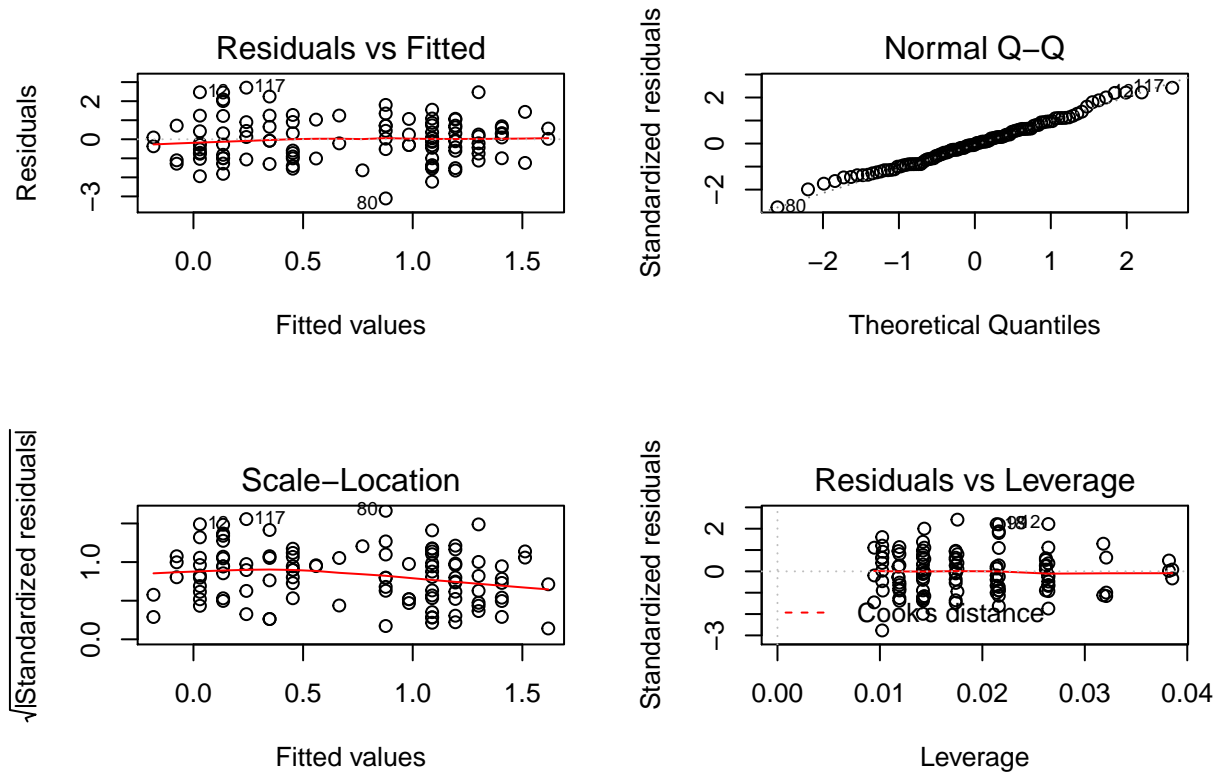 Residuals vs Fitted
Residuals
2
0
−3
117
80
0.0 0.5 1.0 1.5
Fitted values
Normal Q−Q
Standardized residuals
2
0
−2
117
80
−2 −1 0 1 2
Theoretical Quantiles
Scale−Location
√|Standardized residuals|
1.0
0.0
117
80
0.0 0.5 1.0 1.5
Fitted values
Residuals vs Leverage
Standardized residuals
2
0
−3
Cook's distance
0.00 0.01 0.02 0.03 0.04
Leverage